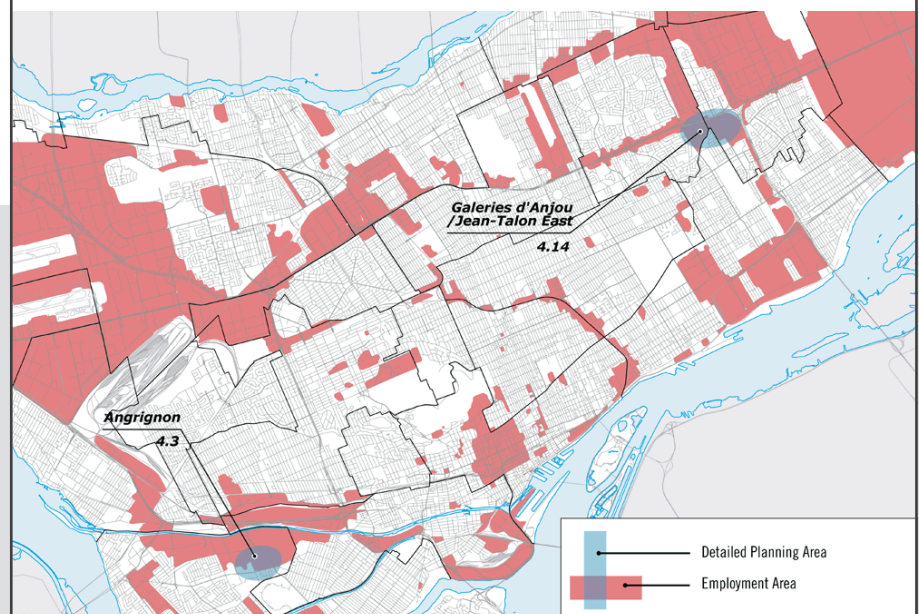 Galeries d'Anjou
/Jean-Talon East
4.14
Angrignon
4.3
Detailed Planning Area
Employment Area